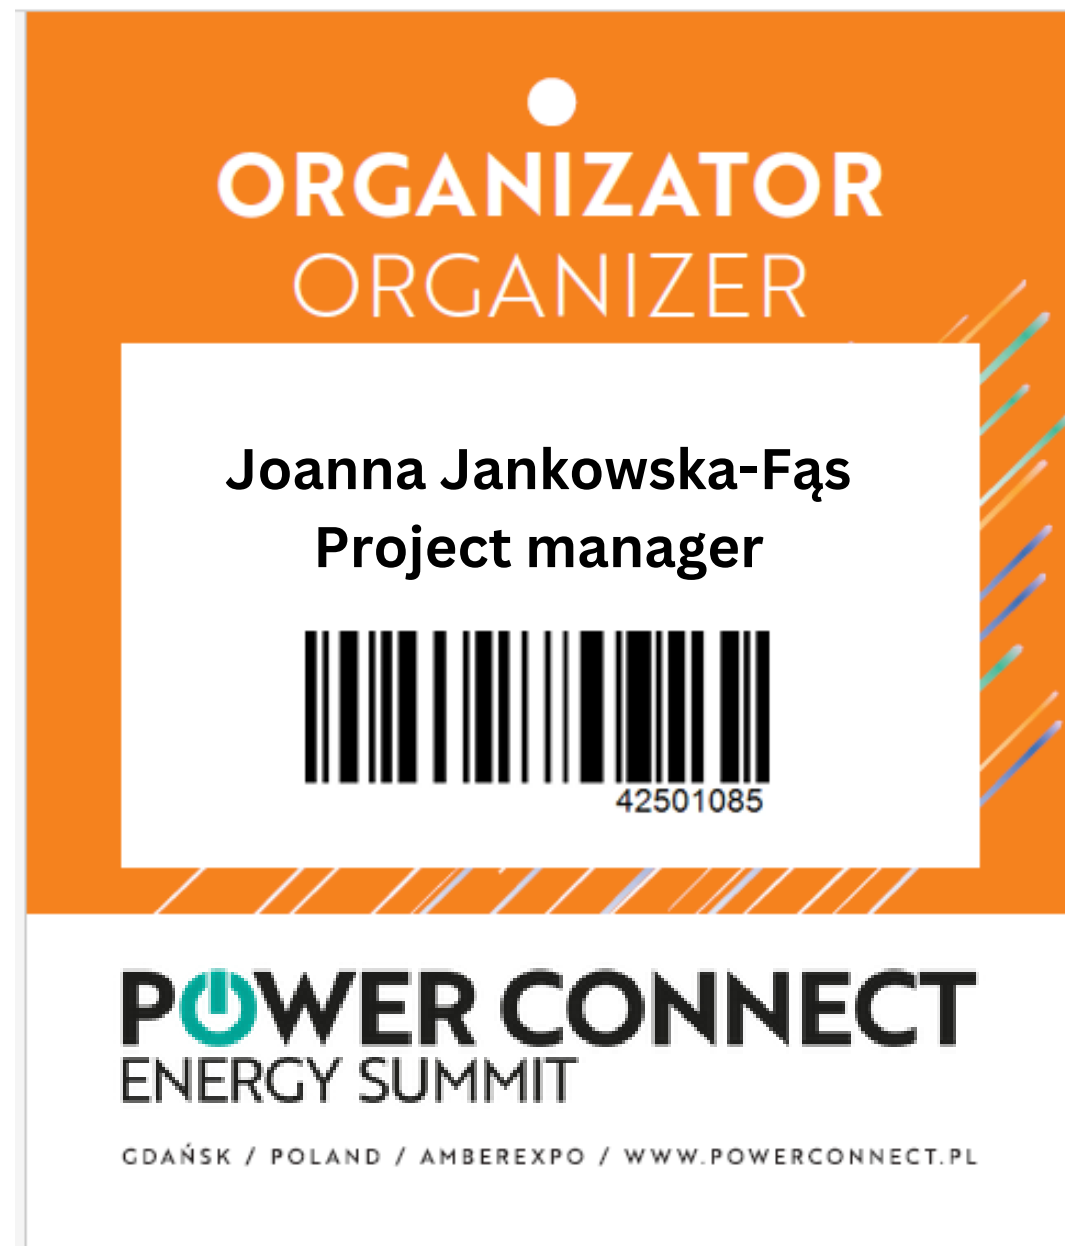 ORGANIZATOR
ORGANIZER
Joanna Jankowska-Fąs
Project manager
42501085
POWER CONNECT
ENERGY SUMMIT
GDAŃSK / POLAND / AMBEREXPO / WWW.POWERCONNECT.PL